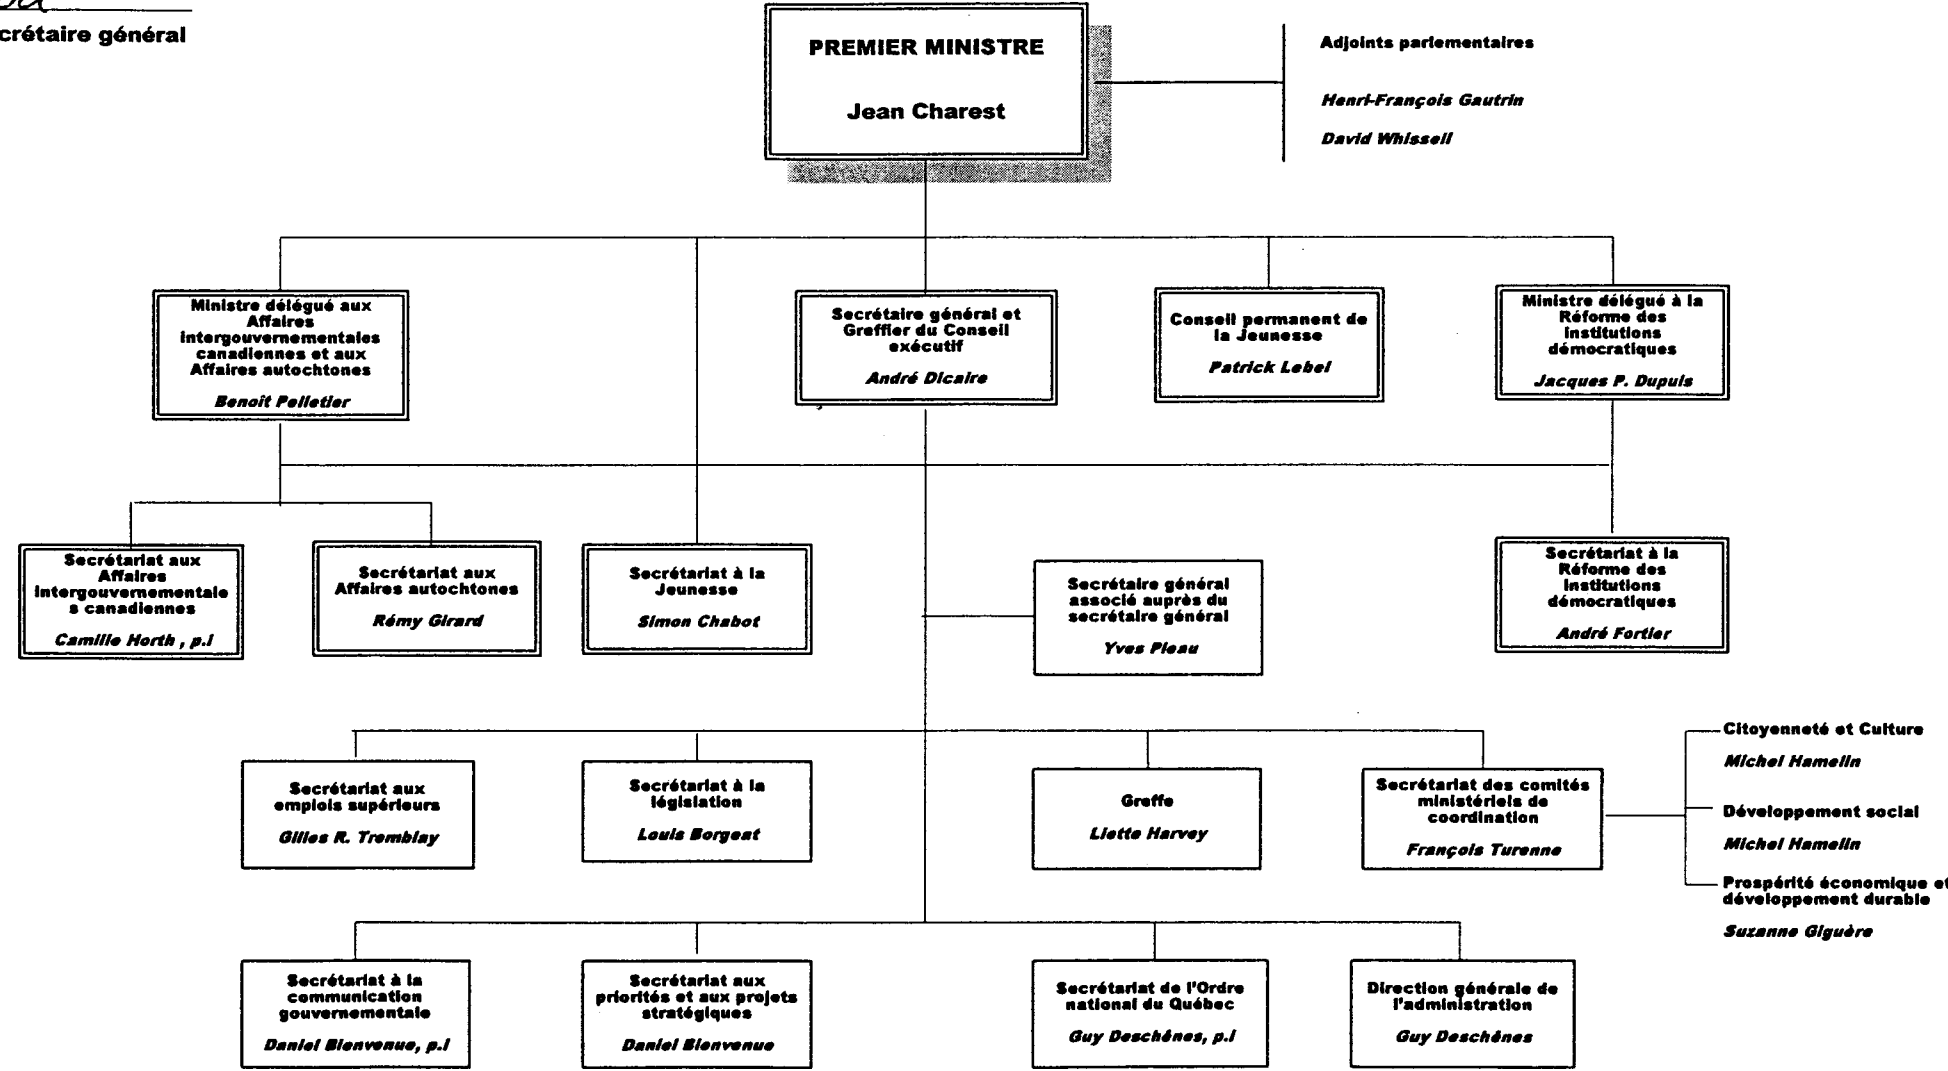 crétaire général
PREMIER MINISTRE
Jean Charest
Adjoints parlementaires
Henri-François Gautrin
David Whissell
Ministre délégué aux
Affaires
intergouvernementales
canadiennes et aux
Affaires autochtones
Benoît Pelletier
Secrétaire général et
Greffier du Conseil
exécutif
André Dicaire
Conseil permanent de
la Jeunesse
Patrick Lebel
Ministre délégué à la
Réforme des
institutions
démocratiques
Jacques P. Dupuis
Secrétariat aux
Affaires
intergouvernementale
s canadiennes
Camille Horth , p.i
Secrétariat aux
Affaires autochtones
Rémy Girard
Secrétariat à la
Jeunesse
Simon Chabot
Secrétaire général
associé auprès du
secrétaire général
Yves Pleau
Secrétariat à la
Réforme des
institutions
démocratiques
André Fortier
Secrétariat aux
emplois supérieurs
Gilles R. Tremblay
Secrétariat à la
législation
Louis Borgeat
Greffe
Liette Harvey
Secrétariat des comités
ministériels de
coordination
François Turenne
Citoyenneté et Culture
Michel Hamelin
Développement social
Michel Hamelin
Prospérité économique et
développement durable
Suzanne Giguère
Secrétariat à la
communication
gouvernementale
Daniel Bienvenue, p.i
Secrétariat aux
priorités et aux projets
stratégiques
Daniel Bienvenue
Secrétariat de l'Ordre
national du Québec
Guy Deschênes, p.i
Direction générale de
l'administration
Guy Deschênes